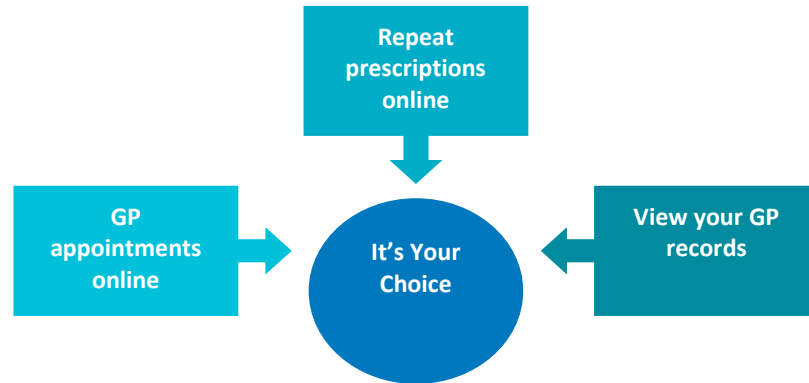 Repeat
prescriptions
online
GP
appointments
online
It’s Your
Choice
View your GP
records